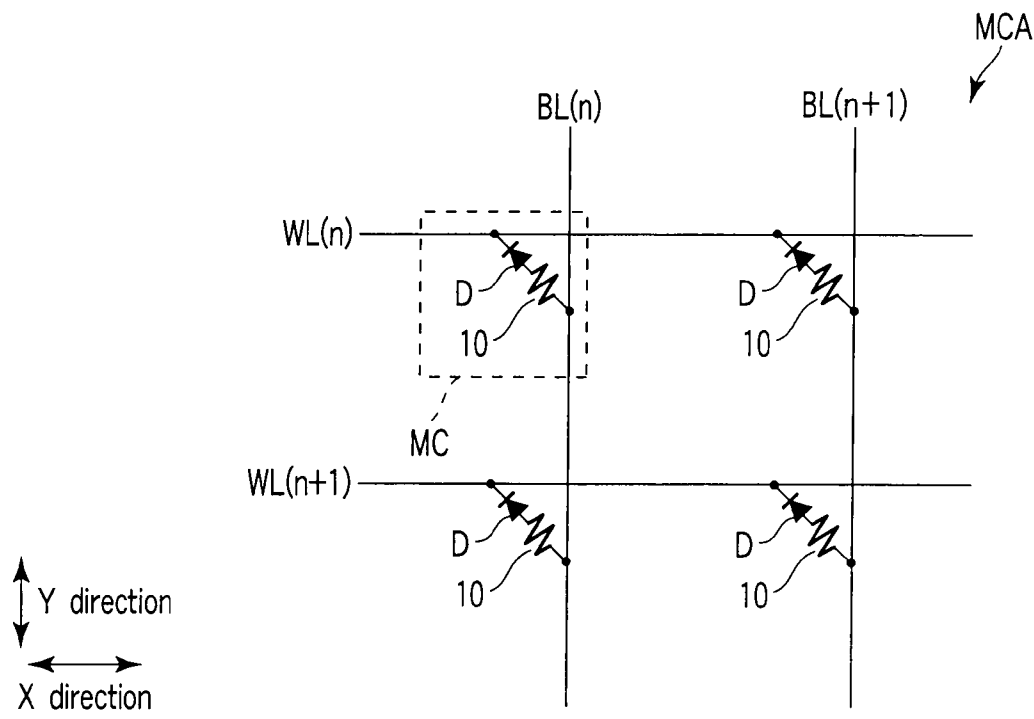 MCA
BL(n)
BL(n+1)
WL(n)
D
D
10
10
MC
WL(n+1)
D
D
10
10
Y direction
X direction